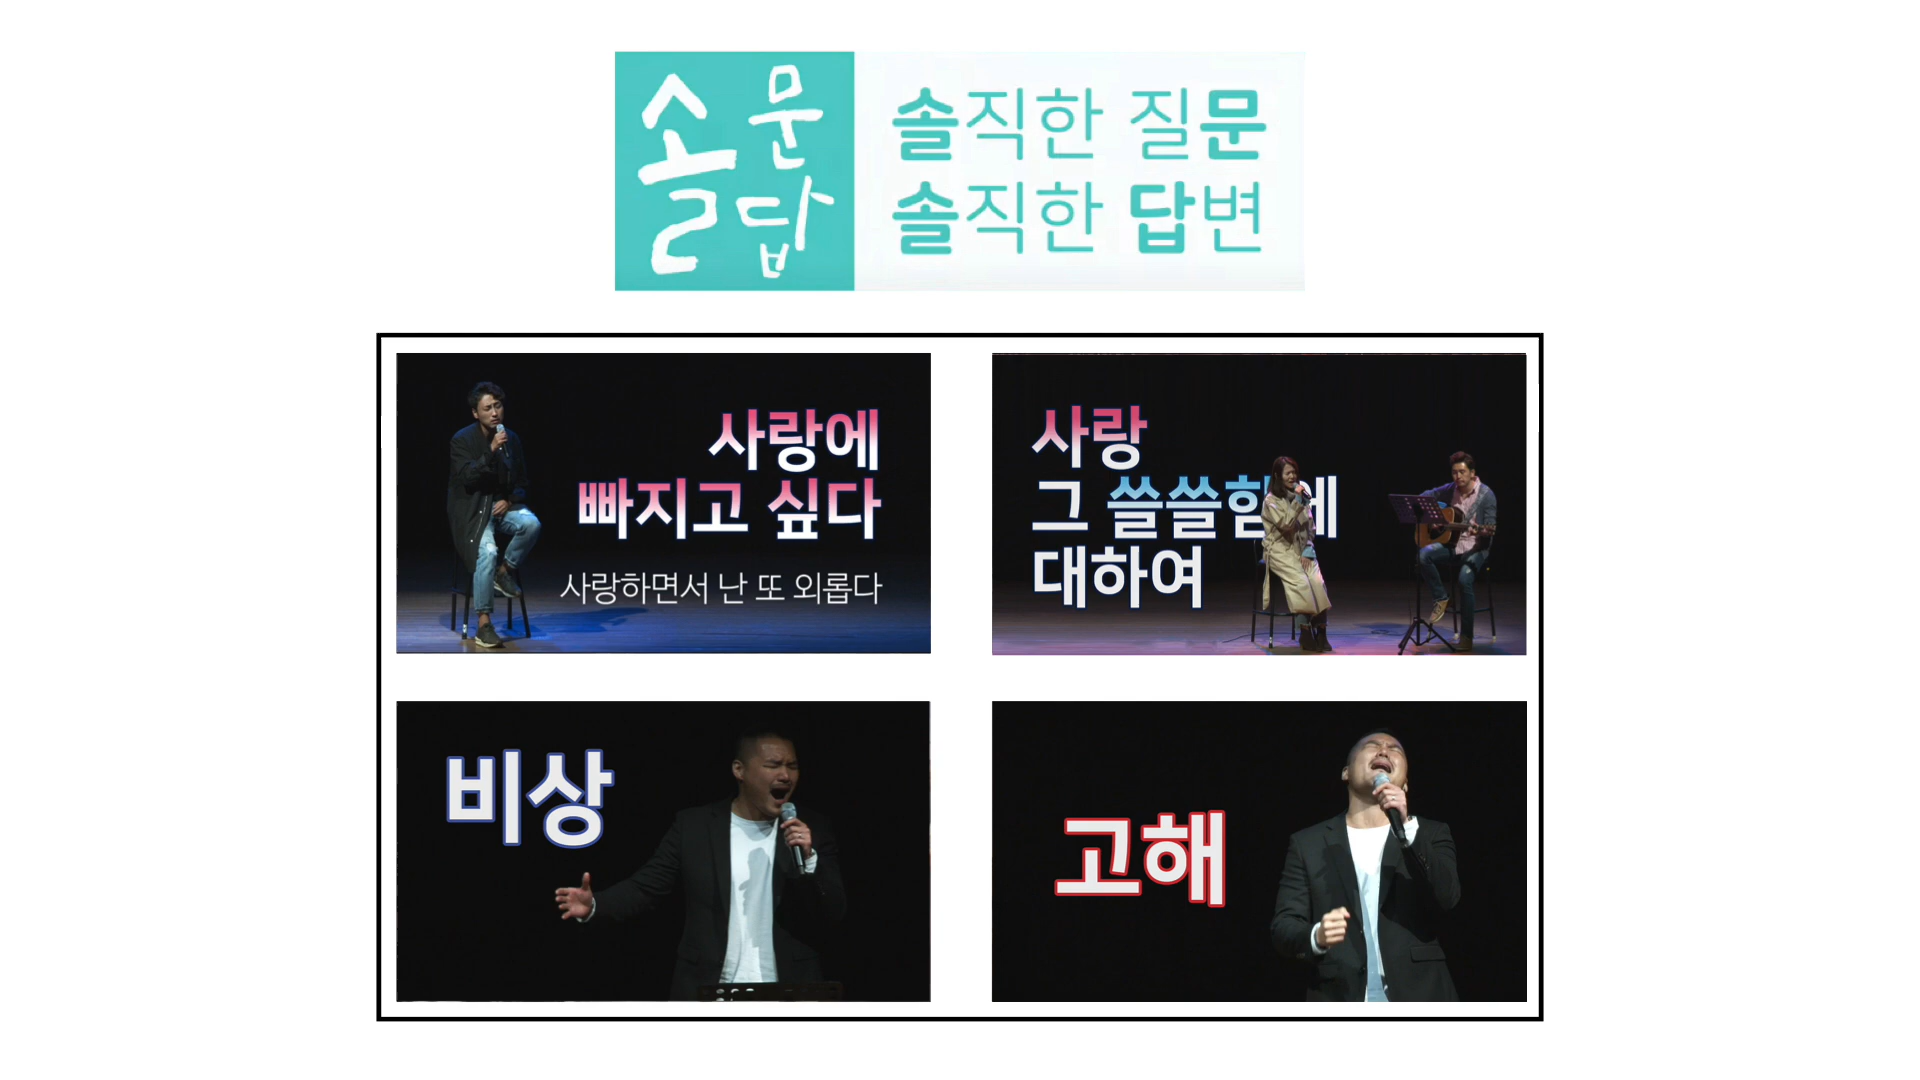 솔문답
솔직한 질문
솔직한 답변
사랑에
빠지고 싶다
사랑하면서 난 또 외롭다
사랑
그 쓸쓸함에
대하여
비상
고해